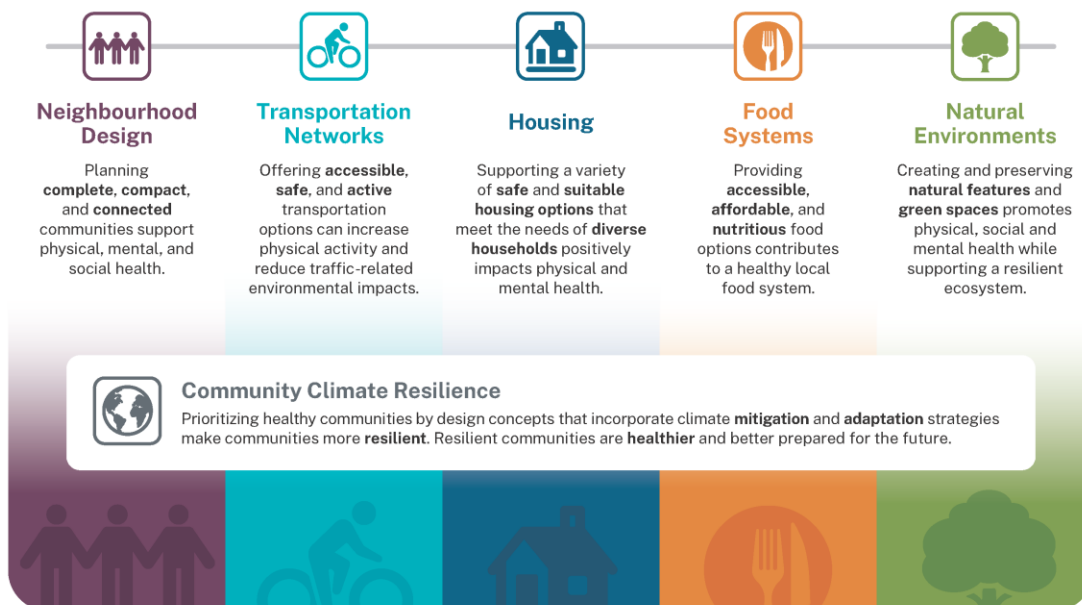 Neighbourhood
Design
Planning
complete, compact,
and connected
communities support
physical, mental, and
social health.
Transportation
Networks
Offering accessible,
safe, and active
transportation
options can increase
physical activity and
reduce traffic-related
environmental impacts.
Housing
Supporting a variety
of safe and suitable
housing options that
meet the needs of diverse
households positively
impacts physical and
mental health.
Food
Systems
Providing
accessible,
affordable, and
nutritious food
options contributes
to a healthy local
food system.
Natural
Environments
Creating and preserving
natural features and
green spaces promotes
physical, social and
mental health while
supporting a resilient
ecosystem.
Community Climate Resilience
Prioritizing healthy communities by design concepts that incorporate climate mitigation and adaptation strategies
make communities more resilient. Resilient communities are healthier and better prepared for the future.